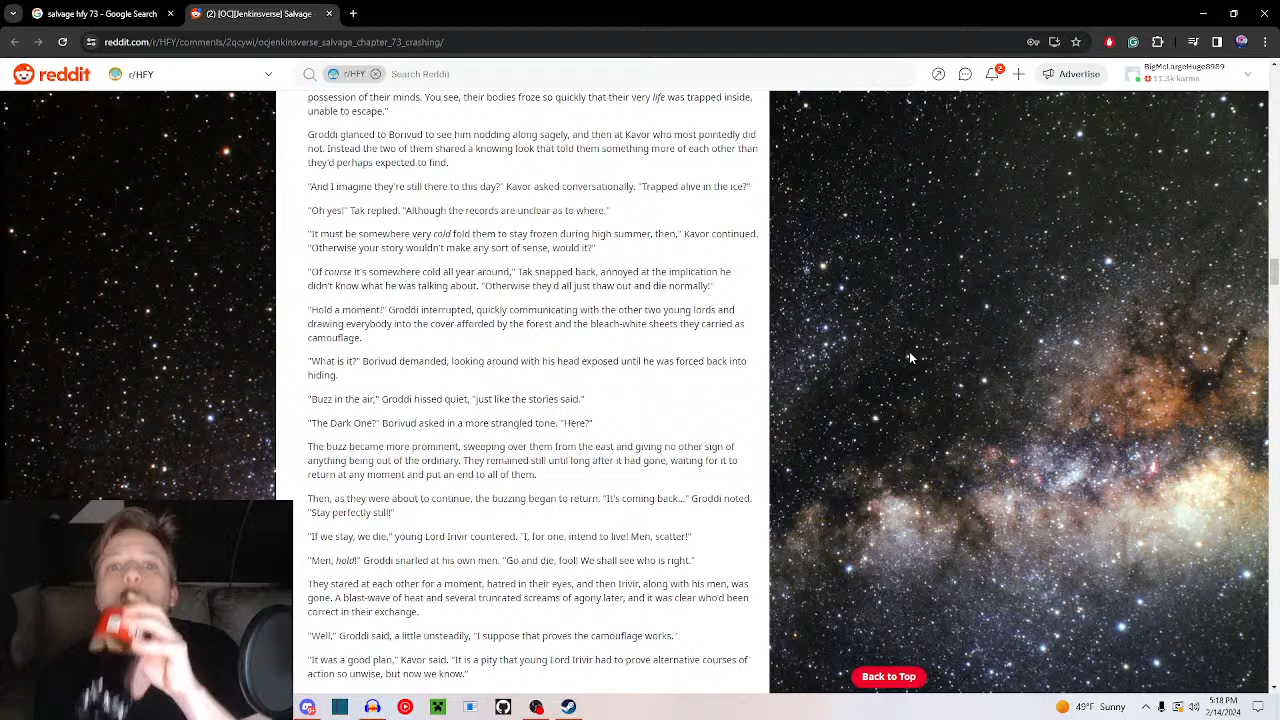 salvage hfy 73 - Google Search
(2) [OC][Jenkinsverse] Salvage
reddit.com/r/HFY/comments/2qcywi/ocjenkinsverse_salvage_chapter_73_crashing/
reddit
r/HFY
r/HFY
Search Reddit
2
Advertise
BigMcLargeHuge8989
11.3k karma
possession of their minds. You see, their bodies froze so quickly that their very life was trapped inside,
unable to escape."
Groddi glanced to Borivud to see him nodding along sagely, and then at Kavor who most pointedly did
not. Instead the two of them shared a knowing look that told them something more of each other than
they'd perhaps expected to find.
"And I imagine they're still there to this day?" Kavor asked conversationally. "Trapped alive in the ice?"
"Oh yes!" Tak replied. "Although the records are unclear as to where."
"It must be somewhere very cold fold them to stay frozen during high summer, then," Kavor continued.
"Otherwise your story wouldn't make any sort of sense, would it?"
"Of course it's somewhere cold all year around," Tak snapped back, annoyed at the implication he
didn't know what he was talking about. "Otherwise they'd all just thaw out and die normally!"
"Hold a moment!" Groddi interrupted, quickly communicating with the other two young lords and
drawing everybody into the cover afforded by the forest and the bleach-white sheets they carried as
camouflage.
"What is it?" Borivud demanded, looking around with his head exposed until he was forced back into
hiding.
"Buzz in the air," Groddi hissed quiet, "just like the stories said."
"The Dark One?" Borivud asked in a more strangled tone. "Here?"
The buzz became more prominent, sweeping over them from the east and giving no other sign of
anything being out of the ordinary. They remained still until long after it had gone, waiting for it to
return at any moment and put an end to all of them.
Then, as they were about to continue, the buzzing began to return. "It's coming back..." Groddi noted.
"Stay perfectly still!"
"If we stay, we die," young Lord Irivir countered. "I, for one, intend to live! Men, scatter!"
"Men, hold!" Groddi snarled at his own men. "Go and die, fool! We shall see who is right."
They stared at each other for a moment, hatred in their eyes, and then Irivir, along with his men, was
gone. A blast-wave of heat and several truncated screams of agony later, and it was clear who'd been
correct in their exchange.
"Well," Groddi said, a little unsteadily, "I suppose that proves the camouflage works."
"It was a good plan," Kavor said. "It is a pity that young Lord Irivir had to prove alternative courses of
action so unwise, but now we know."
Back to Top
49°F Sunny
5:18 PM
2/14/2024